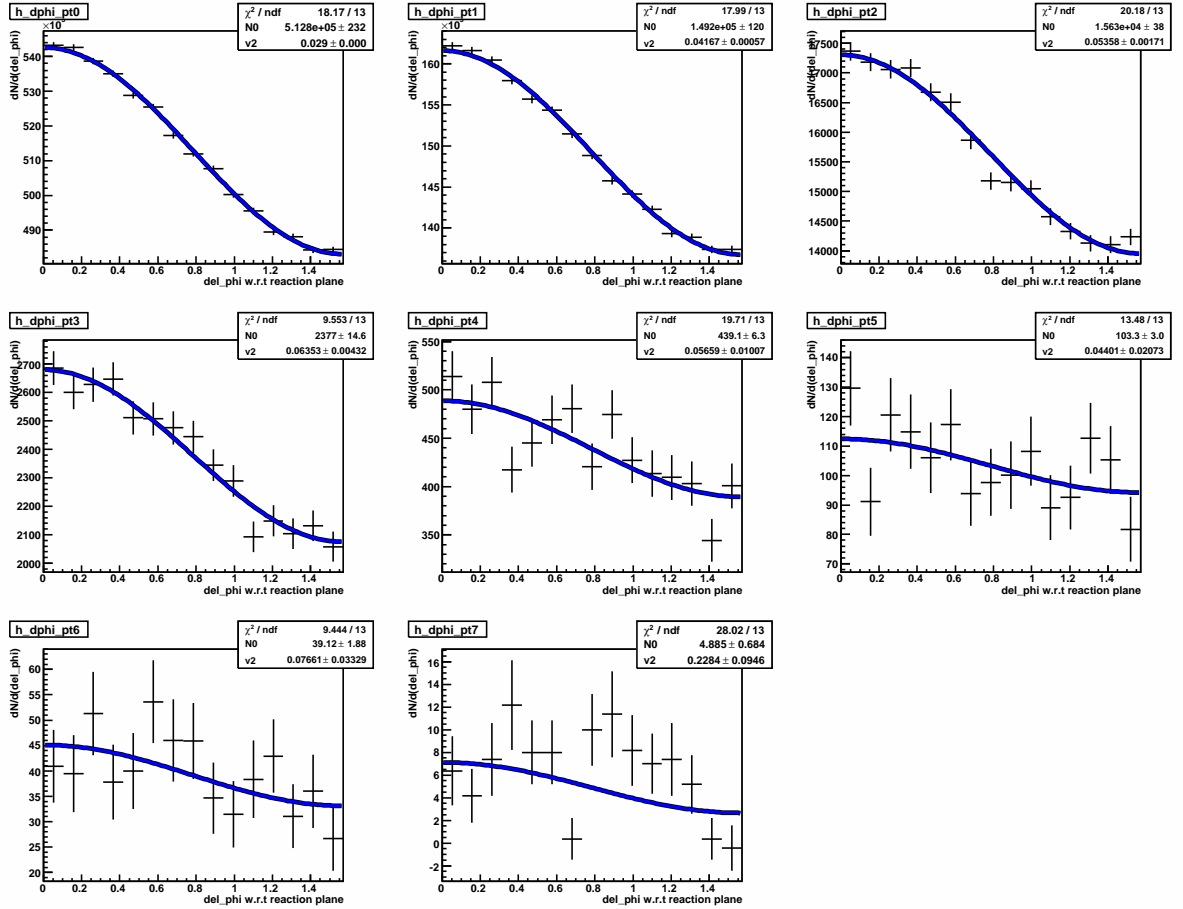 h_dphi_pt0
χ² / ndf 18.17 / 13
N0 5.128e+05 ± 232
v2 0.029 ± 0.000
dN/d(del_phi)
540
530
520
510
500
490
0 0.2 0.4 0.6 0.8 1 1.2 1.4
del_phi w.r.t reaction plane
h_dphi_pt1
χ² / ndf 17.99 / 13
N0 1.492e+05 ± 120
v2 0.04167 ± 0.00057
dN/d(del_phi)
160
155
150
145
140
0 0.2 0.4 0.6 0.8 1 1.2 1.4
del_phi w.r.t reaction plane
h_dphi_pt2
χ² / ndf 20.18 / 13
N0 1.563e+04 ± 38
v2 0.05358 ± 0.00171
dN/d(del_phi)
17500
17000
16500
16000
15500
15000
14500
14000
0 0.2 0.4 0.6 0.8 1 1.2 1.4
del_phi w.r.t reaction plane
h_dphi_pt3
χ² / ndf 9.553 / 13
N0 2377 ± 14.6
v2 0.06353 ± 0.00432
dN/d(del_phi)
2700
2600
2500
2400
2300
2200
2100
2000
0 0.2 0.4 0.6 0.8 1 1.2 1.4
del_phi w.r.t reaction plane
h_dphi_pt4
χ² / ndf 19.71 / 13
N0 439.1 ± 6.3
v2 0.05659 ± 0.01007
dN/d(del_phi)
550
500
450
400
350
0 0.2 0.4 0.6 0.8 1 1.2 1.4
del_phi w.r.t reaction plane
h_dphi_pt5
χ² / ndf 13.48 / 13
N0 103.3 ± 3.0
v2 0.04401 ± 0.02073
dN/d(del_phi)
140
130
120
110
100
90
80
70
0 0.2 0.4 0.6 0.8 1 1.2 1.4
del_phi w.r.t reaction plane
h_dphi_pt6
χ² / ndf 9.444 / 13
N0 39.12 ± 1.88
v2 0.07661 ± 0.03329
dN/d(del_phi)
60
55
50
45
40
35
30
25
20
0 0.2 0.4 0.6 0.8 1 1.2 1.4
del_phi w.r.t reaction plane
h_dphi_pt7
χ² / ndf 28.02 / 13
N0 4.885 ± 0.684
v2 0.2284 ± 0.0946
dN/d(del_phi)
16
14
12
10
8
6
4
2
0
-2
0 0.2 0.4 0.6 0.8 1 1.2 1.4
del_phi w.r.t reaction plane